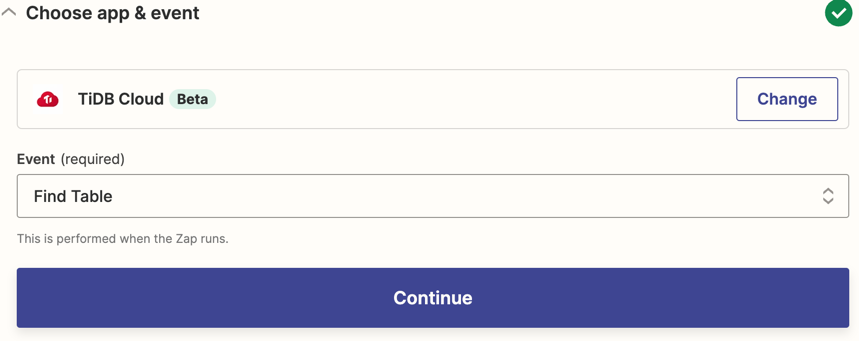 Choose app & event
TiDB Cloud Beta
Change
Event (required)
Find Table
This is performed when the Zap runs.
Continue